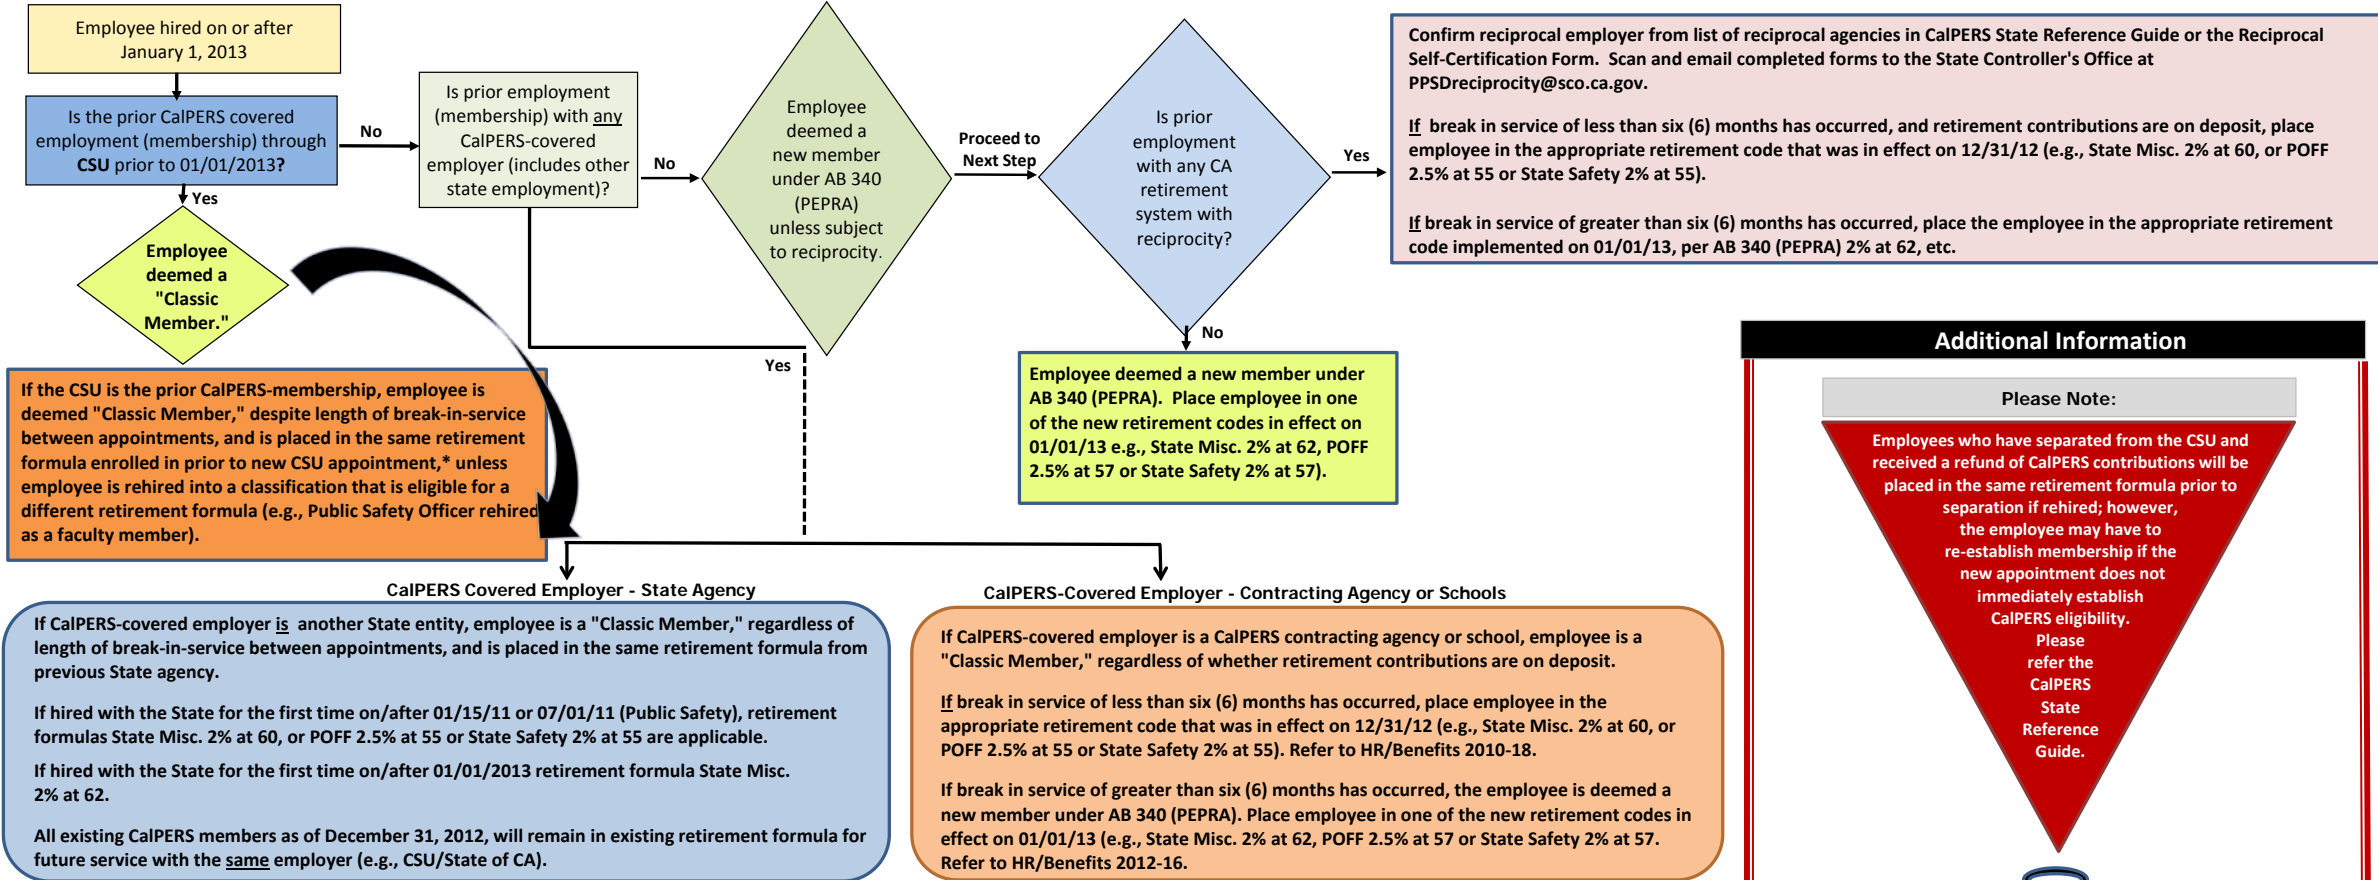 Employee hired on or after
January 1, 2013
Is the prior CalPERS covered
employment (membership) through
CSU prior to 01/01/2013?
No
Yes
Employee
deemed a
"Classic
Member."
Is prior employment
(membership) with any
CalPERS-covered
employer (includes other
state employment)?
No
Yes
Employee
deemed a
new member
under AB 340
(PEPRA)
unless subject
to reciprocity.
Proceed to
Next Step
Is prior
employment
with any CA
retirement
system with
reciprocity?
Yes
No
Confirm reciprocal employer from list of reciprocal agencies in CalPERS State Reference Guide or the Reciprocal
Self-Certification Form. Scan and email completed forms to the State Controller's Office at
PPSDreciprocity@sco.ca.gov.
If break in service of less than six (6) months has occurred, and retirement contributions are on deposit, place
employee in the appropriate retirement code that was in effect on 12/31/12 (e.g., State Misc. 2% at 60, or POFF
2.5% at 55 or State Safety 2% at 55).
If break in service of greater than six (6) months has occurred, place the employee in the appropriate retirement
code implemented on 01/01/13, per AB 340 (PEPRA) 2% at 62, etc.
Employee deemed a new member under
AB 340 (PEPRA). Place employee in one
of the new retirement codes in effect on
01/01/13 e.g., State Misc. 2% at 62, POFF
2.5% at 57 or State Safety 2% at 57).
If the CSU is the prior CalPERS-membership, employee is
deemed "Classic Member," despite length of break-in-service
between appointments, and is placed in the same retirement
formula enrolled in prior to new CSU appointment,* unless
employee is rehired into a classification that is eligible for a
different retirement formula (e.g., Public Safety Officer rehired
as a faculty member).
CalPERS Covered Employer - State Agency
If CalPERS-covered employer is another State entity, employee is a "Classic Member," regardless of
length of break-in-service between appointments, and is placed in the same retirement formula from
previous State agency.
If hired with the State for the first time on/after 01/15/11 or 07/01/11 (Public Safety), retirement
formulas State Misc. 2% at 60, or POFF 2.5% at 55 or State Safety 2% at 55 are applicable.
If hired with the State for the first time on/after 01/01/2013 retirement formula State Misc.
2% at 62.
All existing CalPERS members as of December 31, 2012, will remain in existing retirement formula for
future service with the same employer (e.g., CSU/State of CA).
CalPERS-Covered Employer - Contracting Agency or Schools
If CalPERS-covered employer is a CalPERS contracting agency or school, employee is a
"Classic Member," regardless of whether retirement contributions are on deposit.
If break in service of less than six (6) months has occurred, place employee in the
appropriate retirement code that was in effect on 12/31/12 (e.g., State Misc. 2% at 60, or
POFF 2.5% at 55 or State Safety 2% at 55). Refer to HR/Benefits 2010-18.
If break in service of greater than six (6) months has occurred, the employee is deemed a
new member under AB 340 (PEPRA). Place employee in one of the new retirement codes in
effect on 01/01/13 (e.g., State Misc. 2% at 62, POFF 2.5% at 57 or State Safety 2% at 57.
Refer to HR/Benefits 2012-16.
Additional Information
Please Note:
Employees who have separated from the CSU and
received a refund of CalPERS contributions will be
placed in the same retirement formula prior to
separation if rehired; however,
the employee may have to
re-establish membership if the
new appointment does not
immediately establish
CalPERS eligibility.
Please
refer the
CalPERS
State
Reference
Guide.